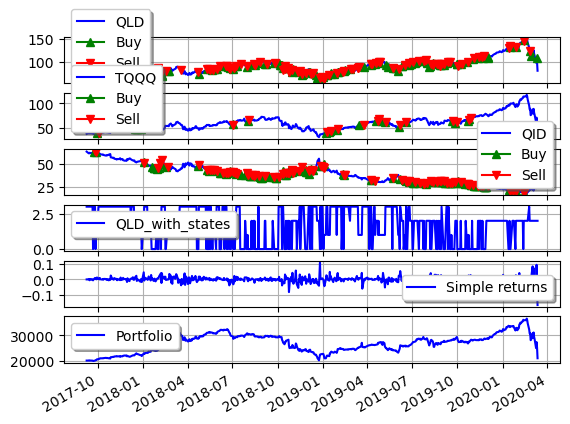 QLD
Buy
Sell
150
100
TQQQ
Buy
Sell
100
50
QID
Buy
Sell
50
25
QLD_with_states
2.5
0.0
Simple returns
0.1
0.0
−0.1
Portfolio
30000
20000
2017-10 2018-01 2018-04 2018-07 2018-10 2019-01 2019-04 2019-07 2019-10 2020-01 2020-04